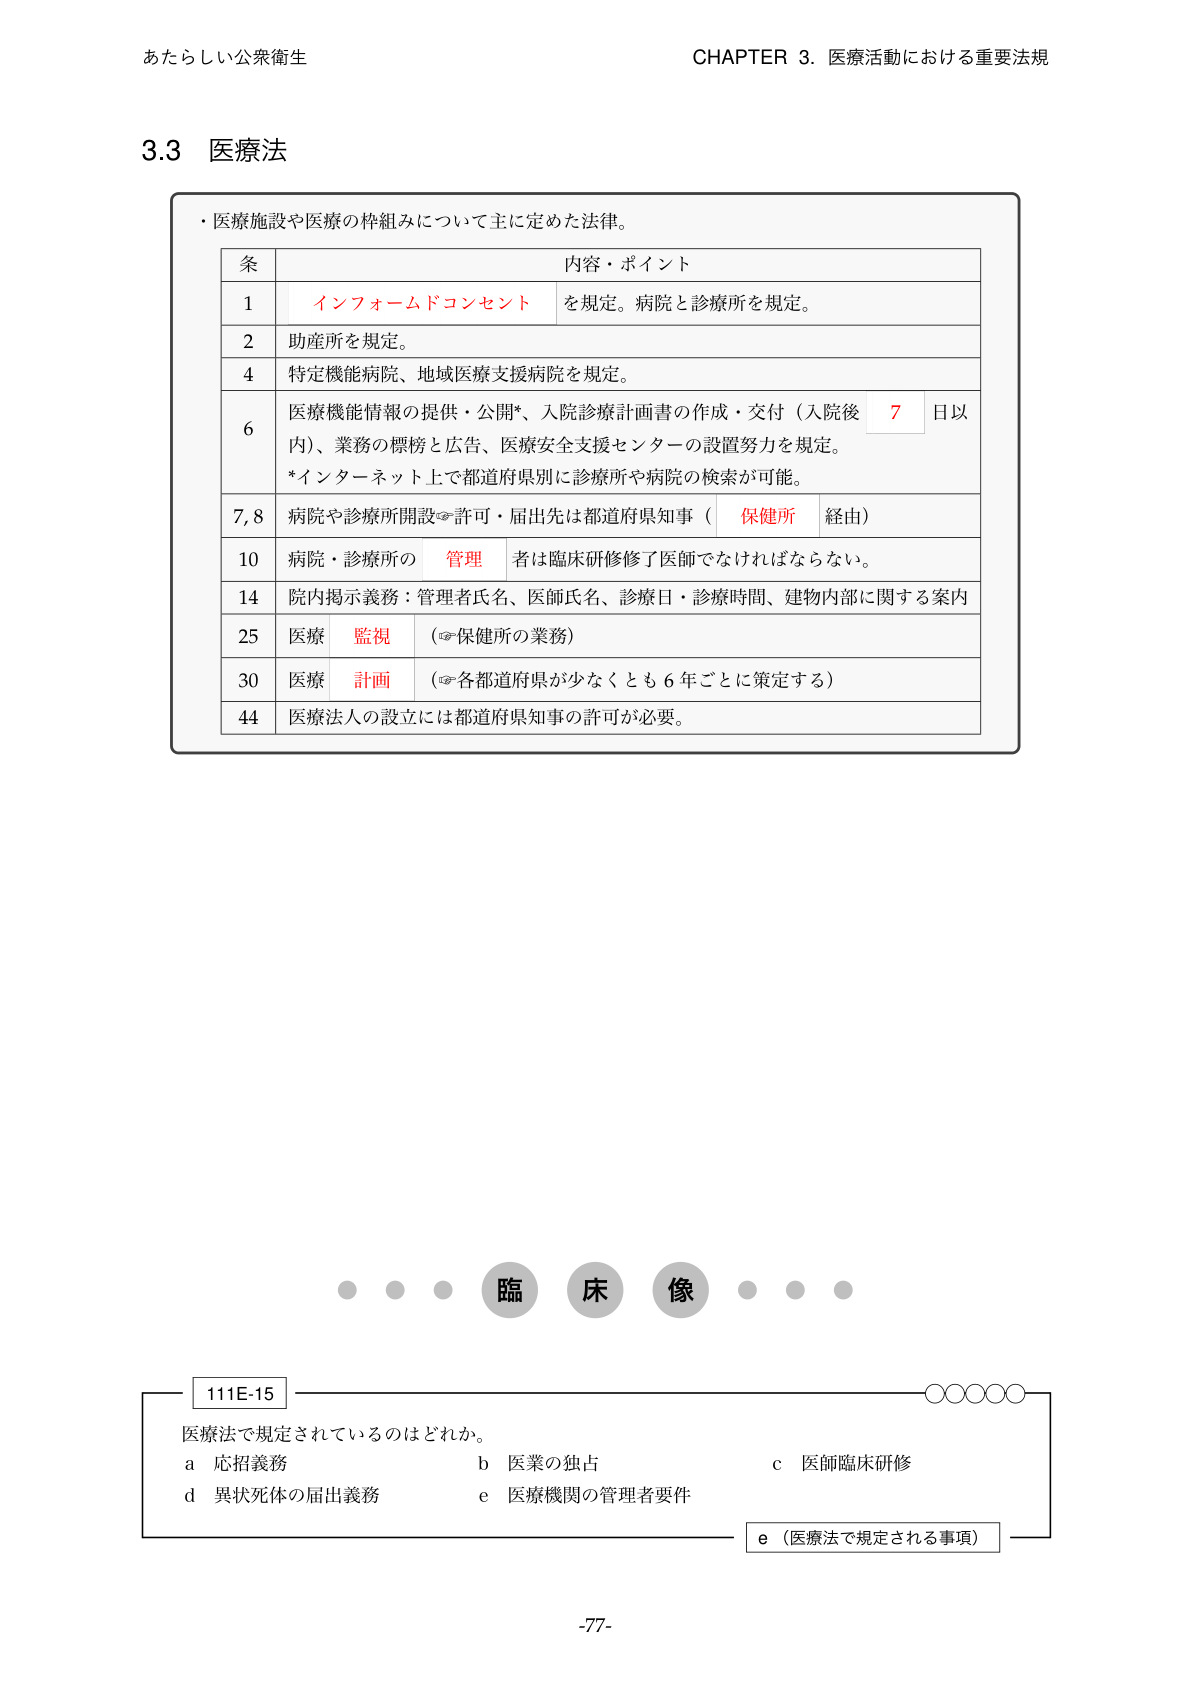 あたらしい公衆衛生 CHAPTER 3. 医療活動における重要法規
3.3 医療法
・医療施設や医療の枠組みについて主に定めた法律。
条 内容・ポイント
1 インフォームドコンセント を規定。病院と診療所を規定。
2 助産所を規定。
4 特定機能病院、地域医療支援病院を規定。
6 医療機能情報の提供・公開*、入院診療計画書の作成・交付（入院後 7 日以
内）、業務の標榜と広告、医療安全支援センターの設置努力を規定。
*インターネット上で都道府県別に診療所や病院の検索が可能。
7, 8 病院や診療所開設☞許可・届出先は都道府県知事（ 保健所 経由）
10 病院・診療所の 管理 者は臨床研修修了医師でなければならない。
14 院内掲示義務：管理者氏名、医師氏名、診療日・診療時間、建物内部に関する案内
25 医療 監視 （☞保健所の業務）
30 医療 計画 （☞各都道府県が少なくとも 6 年ごとに策定する）
44 医療法人の設立には都道府県知事の許可が必要。
臨 床 像
111E-15
医療法で規定されているのはどれか。
a 応招義務 b 医業の独占 c 医師臨床研修
d 異状死体の届出義務 e 医療機関の管理者要件
e （医療法で規定される事項）
-77-